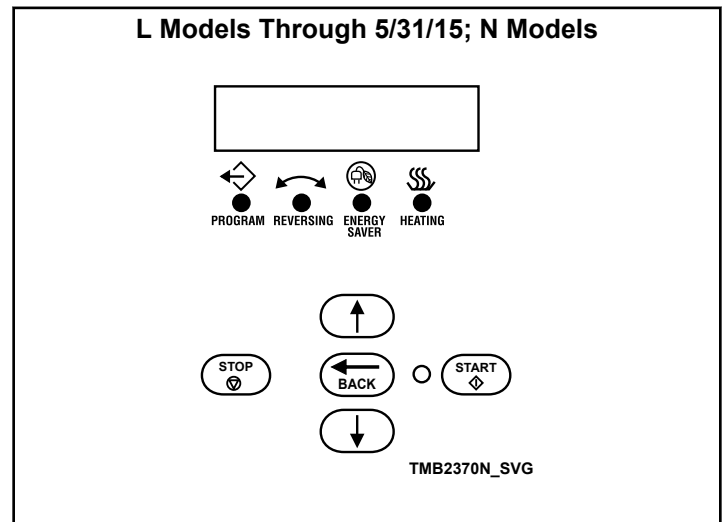 L Models Through 5/31/15; N Models
PROGRAM REVERSING ENERGY SAVER HEATING
STOP
BACK
START
TMB2370N_SVG